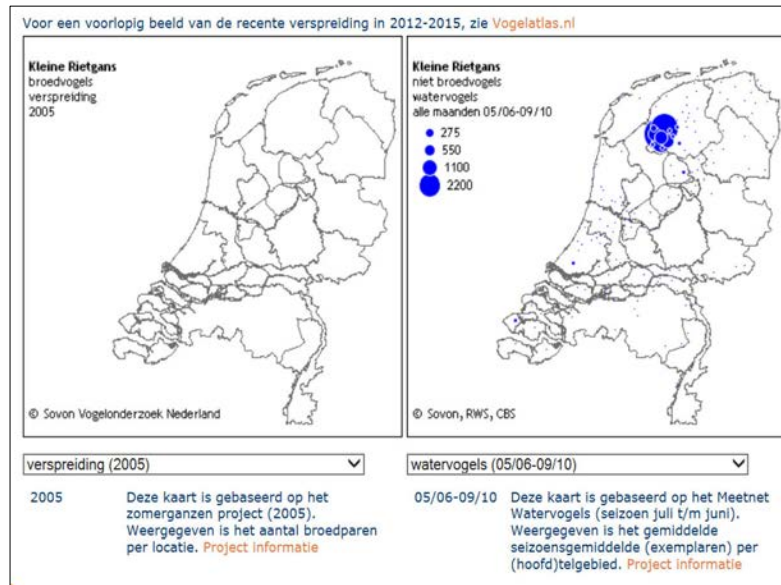 Voor een voorlopig beeld van de recente verspreiding in 2012-2015, zie Vogelatlas.nl
Kleine Rietgans
broedvogels
verspreiding
2005
© Sovon Vogelonderzoek Nederland
Kleine Rietgans
niet broedvogels
watervogels
alle maanden 05/06-09/10
275
550
1100
2200
© Sovon, RWS, CBS
verspreiding (2005)
watervogels (05/06-09/10)
2005
Deze kaart is gebaseerd op het
zomerganzen project (2005).
Weergegeven is het aantal broedparen
per locatie. Project informatie
05/06-09/10
Deze kaart is gebaseerd op het Meetnet
Watervogels (seizoen juli t/m juni).
Weergegeven is het gemiddelde
seizoensgemiddelde (exemplaren) per
(hoofd)telgebied. Project informatie